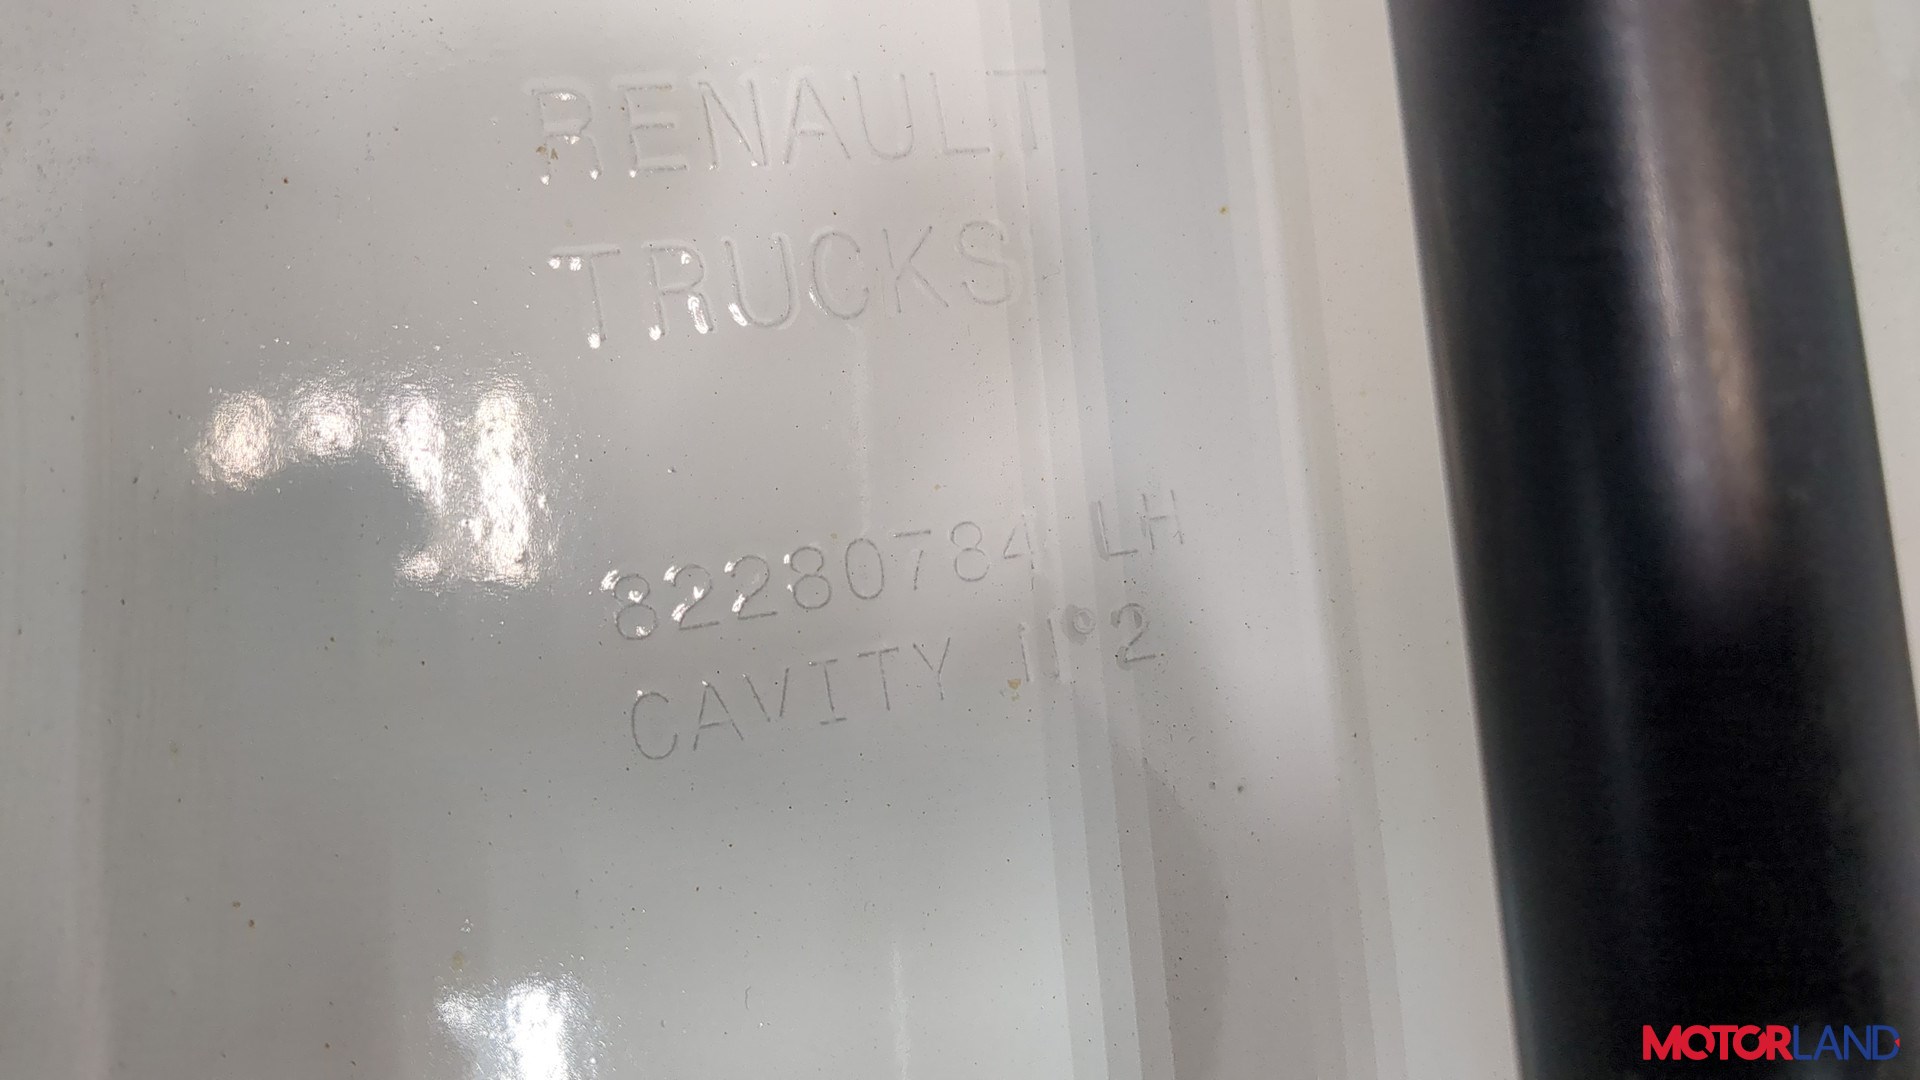 RENAULT
TRUCKS
82280784 LH
CAVITY N°2
MOTORLAND